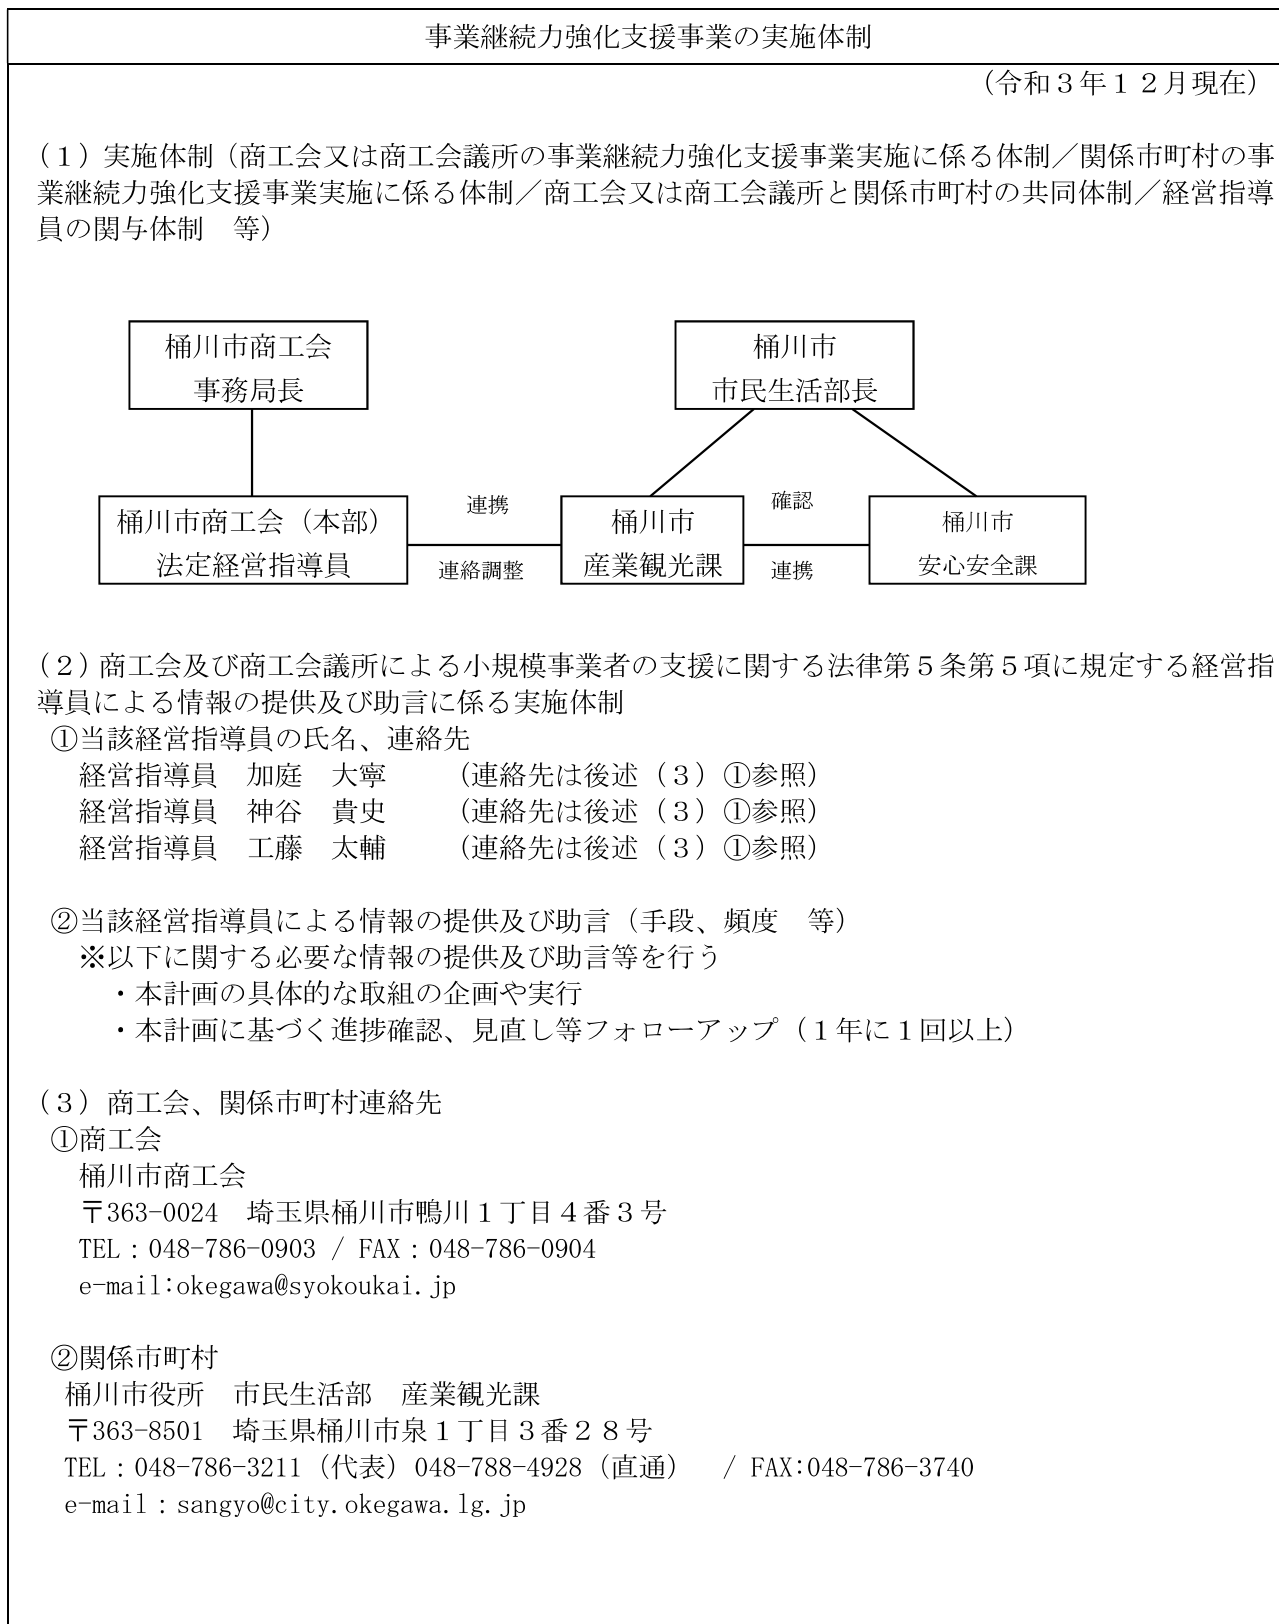 事業継続力強化支援事業の実施体制
（令和３年１２月現在）
（１）実施体制（商工会又は商工会議所の事業継続力強化支援事業実施に係る体制／関係市町村の事
業継続力強化支援事業実施に係る体制／商工会又は商工会議所と関係市町村の共同体制／経営指導
員の関与体制　等）
桶川市商工会
事務局長
桶川市
市民生活部長
桶川市商工会（本部）
法定経営指導員
連携
連絡調整
桶川市
産業観光課
確認
連携
桶川市
安心安全課
（２）商工会及び商工会議所による小規模事業者の支援に関する法律第５条第５項に規定する経営指
導員による情報の提供及び助言に係る実施体制
①当該経営指導員の氏名、連絡先
経営指導員　加庭　大寧　　（連絡先は後述（３）①参照）
経営指導員　神谷　貴史　　（連絡先は後述（３）①参照）
経営指導員　工藤　太輔　　（連絡先は後述（３）①参照）
②当該経営指導員による情報の提供及び助言（手段、頻度　等）
※以下に関する必要な情報の提供及び助言等を行う
・本計画の具体的な取組の企画や実行
・本計画に基づく進捗確認、見直し等フォローアップ（１年に１回以上）
（３）商工会、関係市町村連絡先
①商工会
桶川市商工会
〒363-0024　埼玉県桶川市鴨川１丁目４番３号
TEL：048-786-0903 / FAX：048-786-0904
e-mail:okegawa@syokoukai.jp
②関係市町村
桶川市役所　市民生活部　産業観光課
〒363-8501　埼玉県桶川市泉１丁目３番２８号
TEL：048-786-3211（代表）048-788-4928（直通）　/ FAX:048-786-3740
e-mail：sangyo@city.okegawa.lg.jp